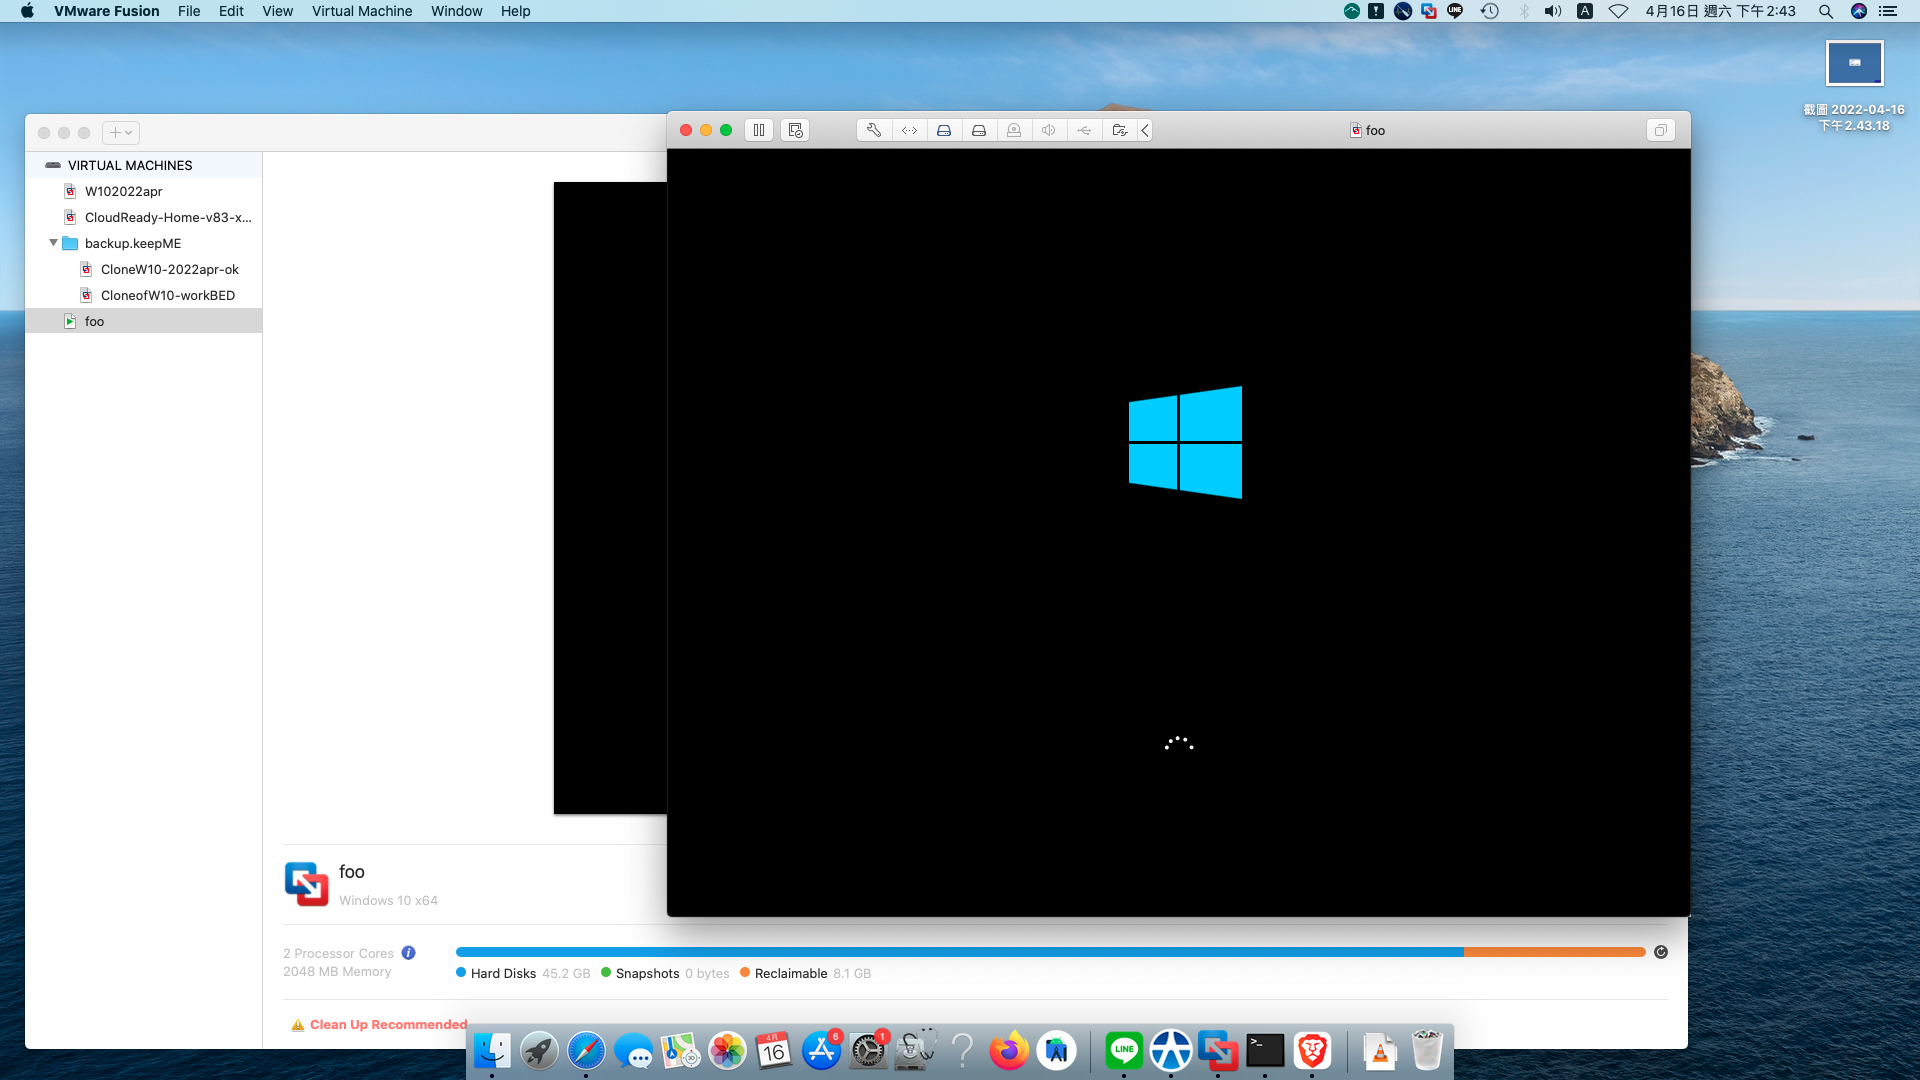 VMware Fusion File Edit View Virtual Machine Window Help
LINE A 4月16日 週六 下午2:43
截圖 2022-04-16
下午2.43.18
foo
VIRTUAL MACHINES
W102022apr
CloudReady-Home-v83-x...
backup.keepME
CloneW10-2022apr-ok
CloneofW10-workBED
foo
foo
Windows 10 x64
2 Processor Cores
2048 MB Memory
Hard Disks 45.2 GB Snapshots 0 bytes Reclaimable 8.1 GB
Clean Up Recommended
3D
4月
16
6
1
LINE
>_